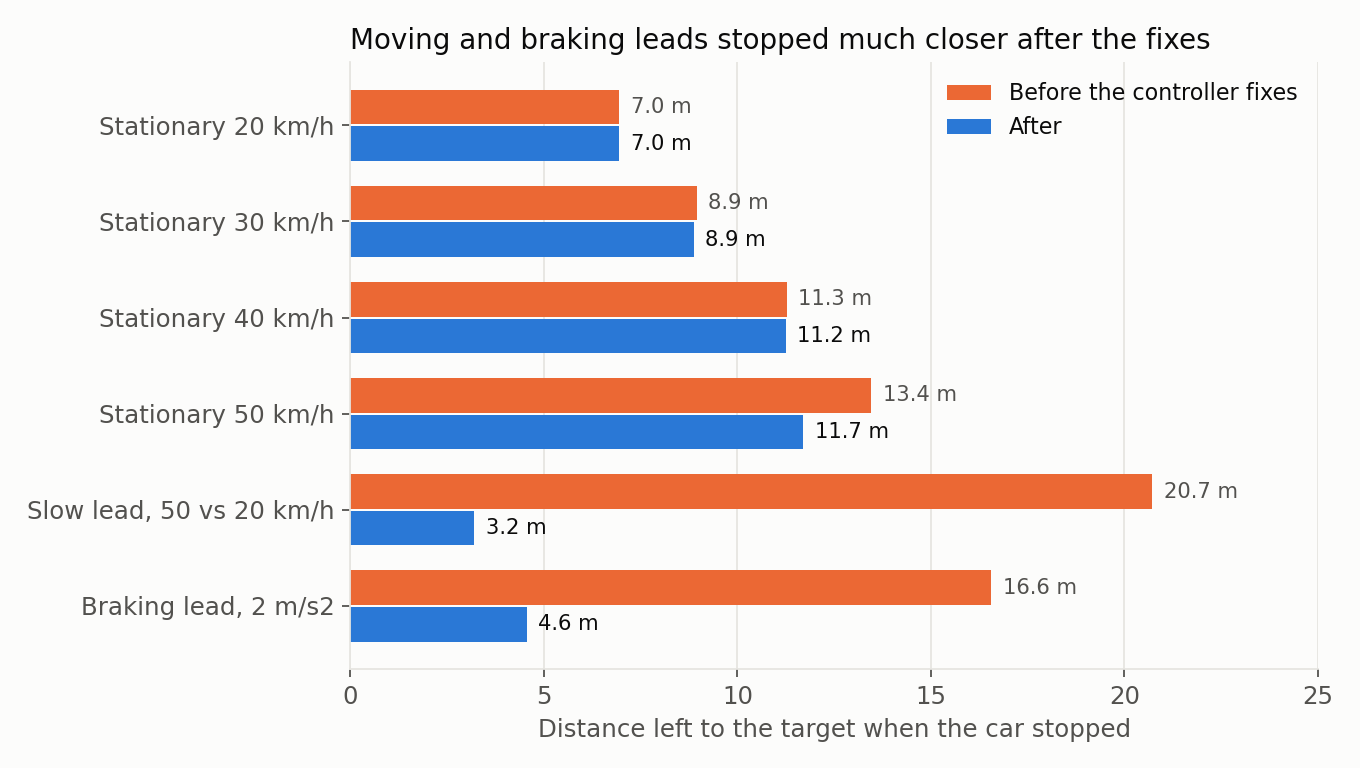 Moving and braking leads stopped much closer after the fixes
Before the controller fixes
After
Stationary 20 km/h
7.0 m
7.0 m
Stationary 30 km/h
8.9 m
8.9 m
Stationary 40 km/h
11.3 m
11.2 m
Stationary 50 km/h
13.4 m
11.7 m
Slow lead, 50 vs 20 km/h
20.7 m
3.2 m
Braking lead, 2 m/s2
16.6 m
4.6 m
0 5 10 15 20 25
Distance left to the target when the car stopped